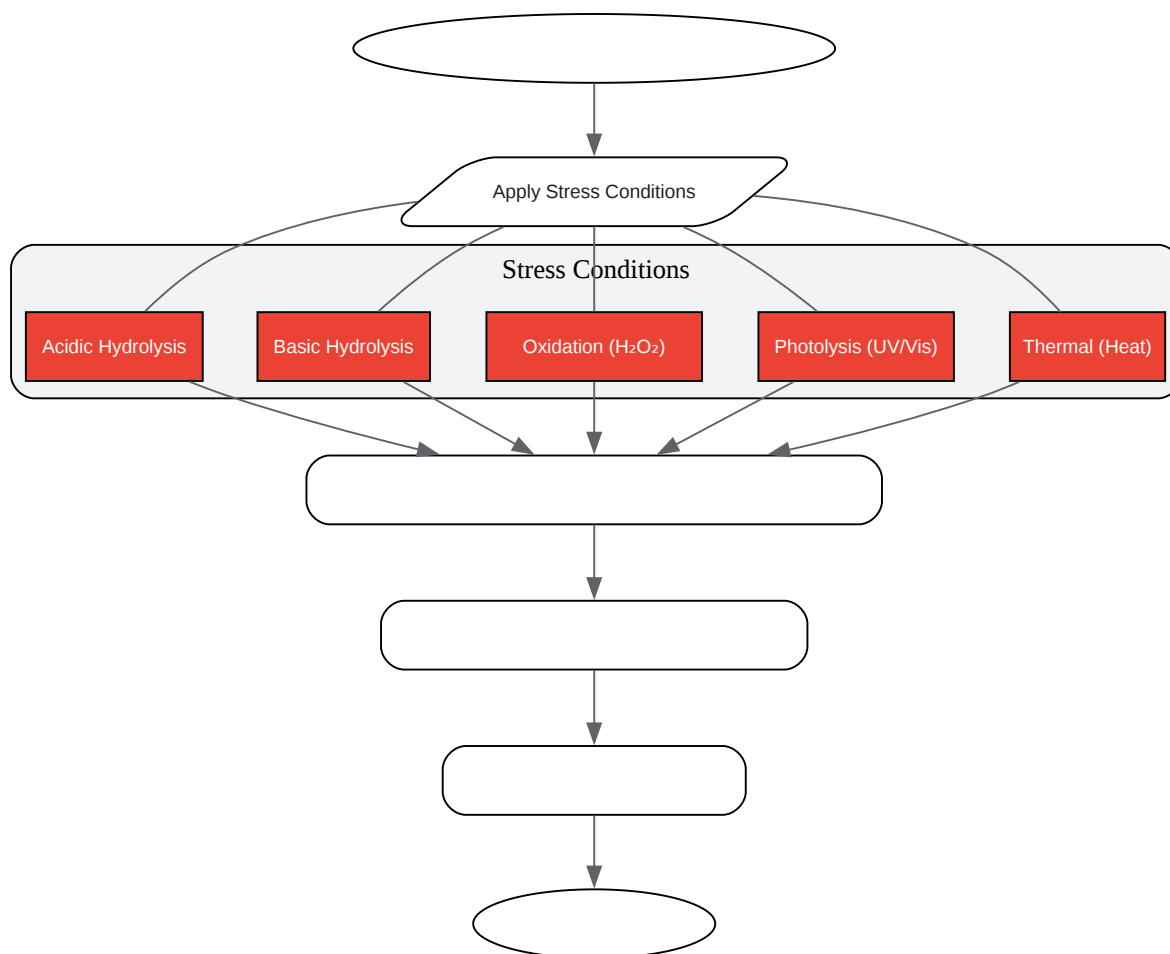 Apply Stress Conditions
Stress Conditions
Acidic Hydrolysis
Basic Hydrolysis
Oxidation (H₂O₂)
Photolysis (UV/Vis)
Thermal (Heat)